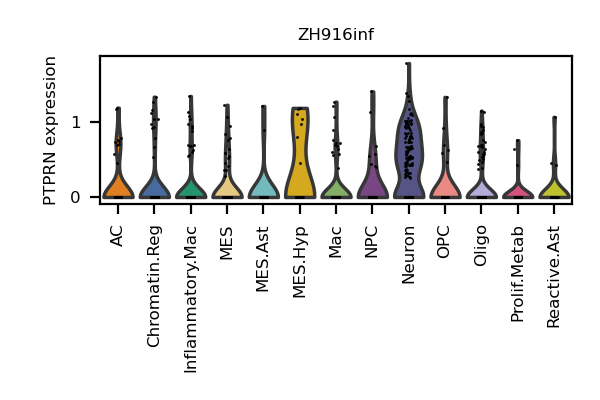 ZH916inf
PTPRN expression
1
0
AC
Chromatin.Reg
Inflammatory.Mac
MES
MES.Ast
MES.Hyp
Mac
NPC
Neuron
OPC
Oligo
Prolif.Metab
Reactive.Ast